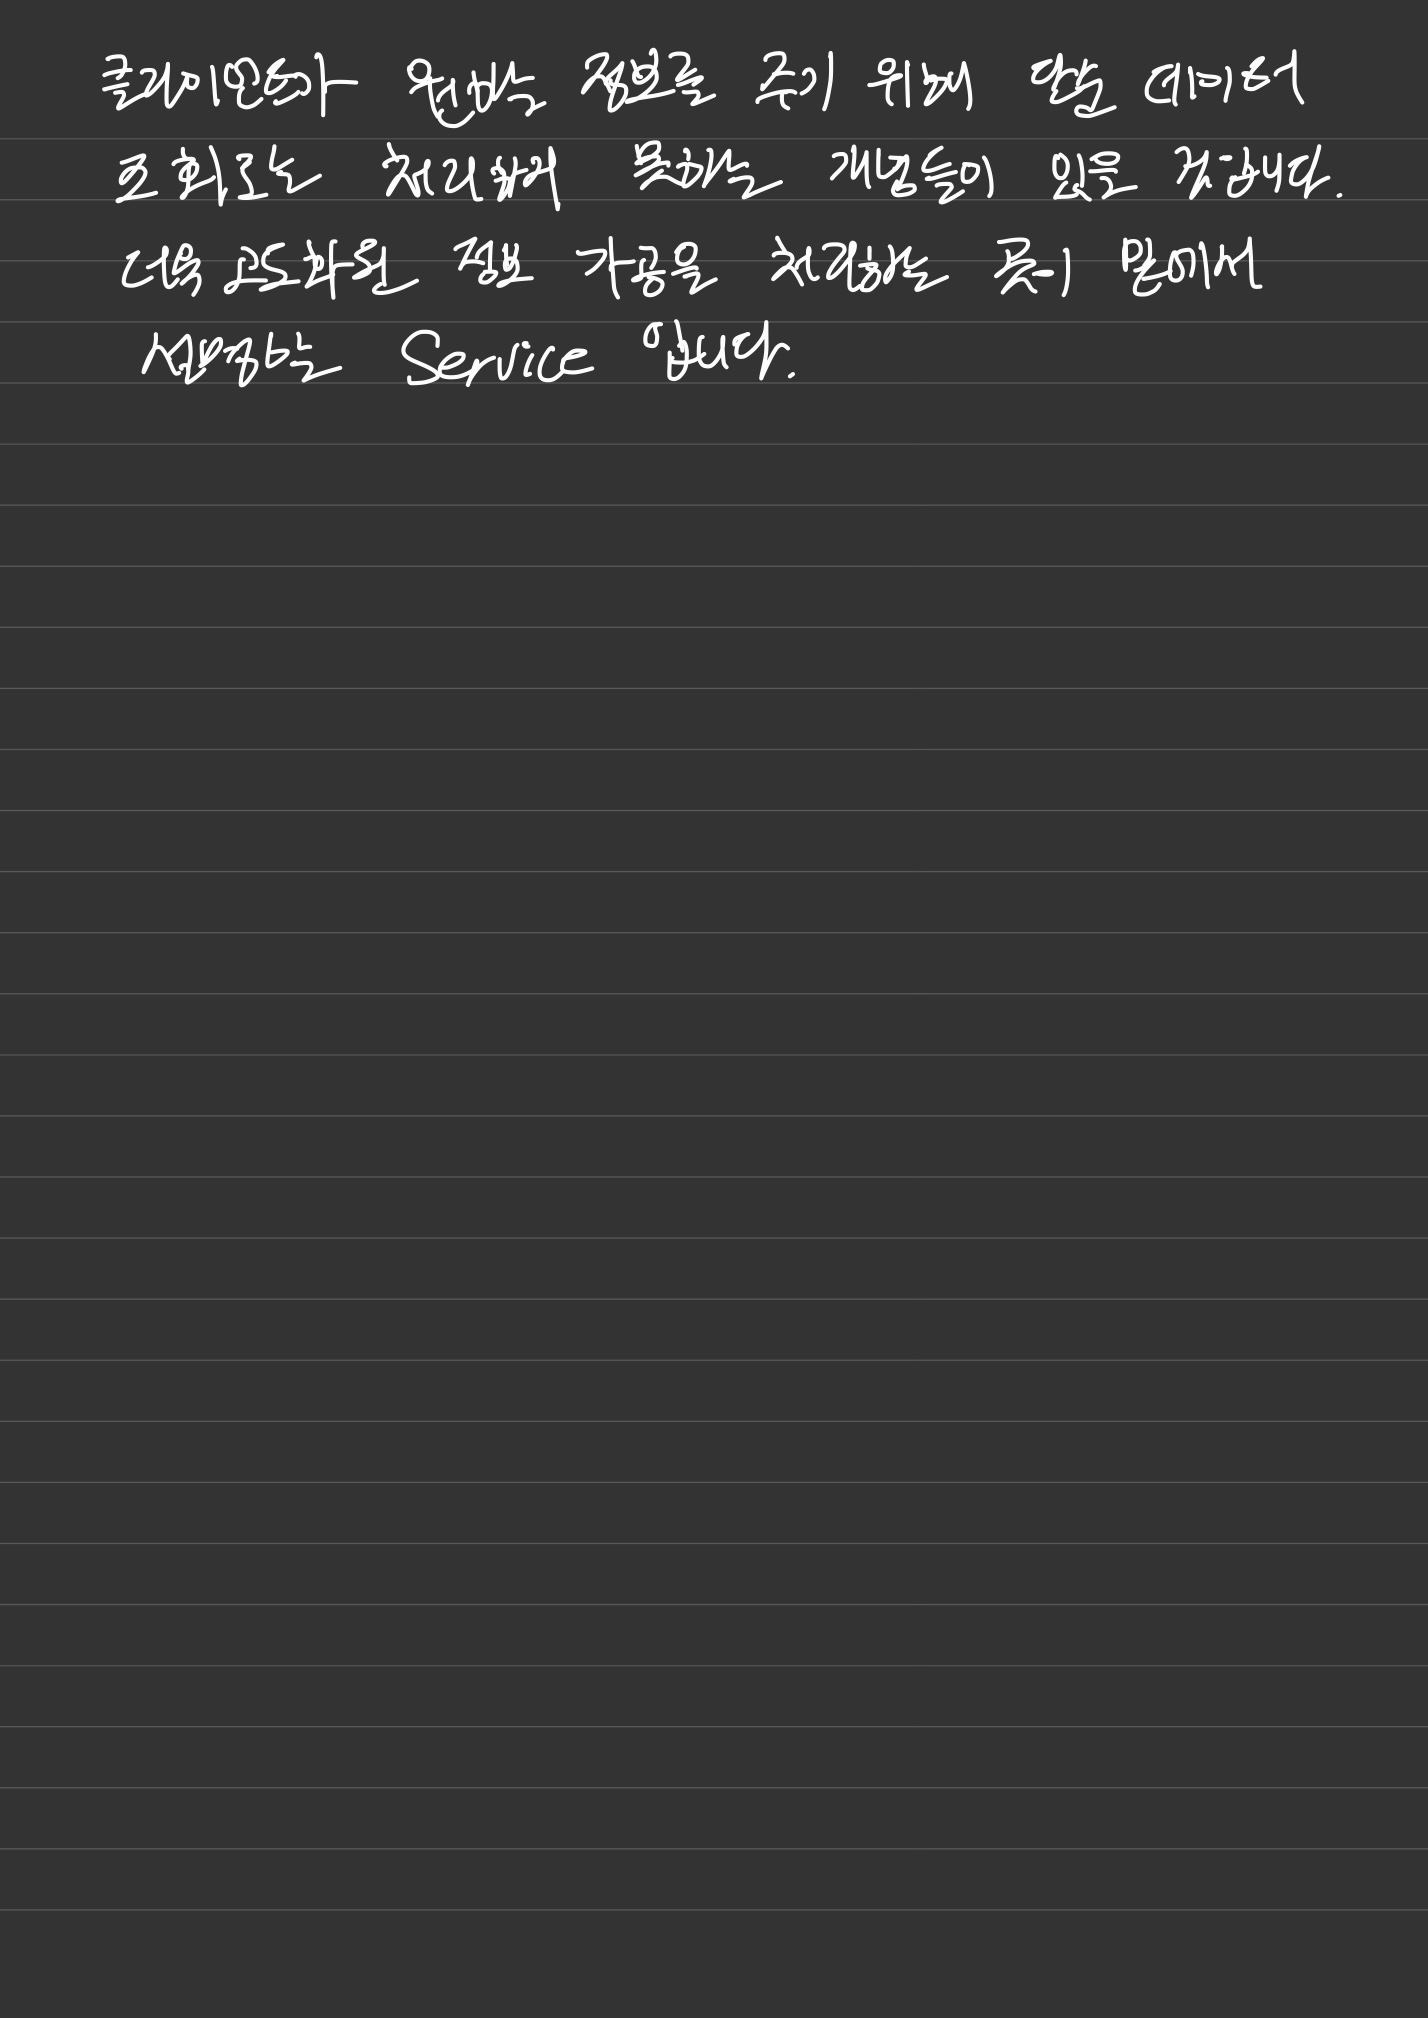 클라이언트가 원하는 정보를 주기 위해 단순 데이터
조회로는 처리하지 못하는 개념들이 있을 것입니다.
더욱 고도화된 정보 가공을 처리하는 곳이 밑에서
설명하는 Service 입니다.